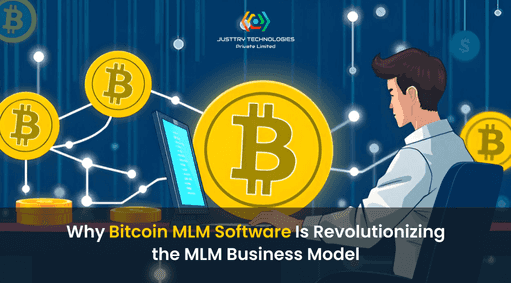 JUSTTRY TECHNOLOGIES
Private Limited
Why Bitcoin MLM Software Is Revolutionizing
the MLM Business Model